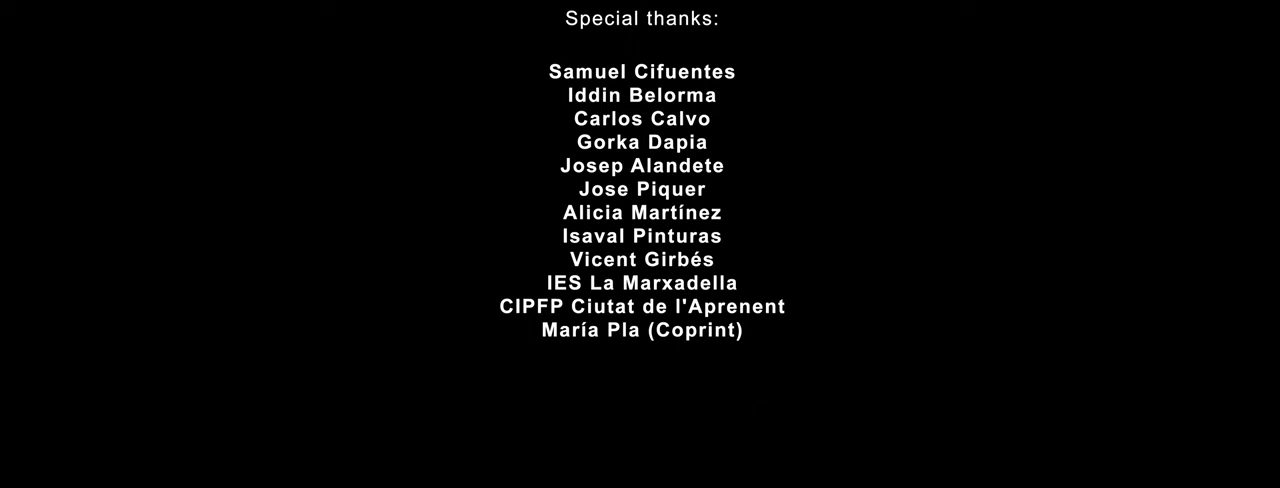 Special thanks:
Samuel Cifuentes
Iddin Belorma
Carlos Calvo
Gorka Dapia
Josep Alandete
Jose Piquer
Alicia Martínez
Isaval Pinturas
Vicent Girbés
IES La Marxadella
CIPFP Ciutat de l'Aprenent
María Pla (Coprint)